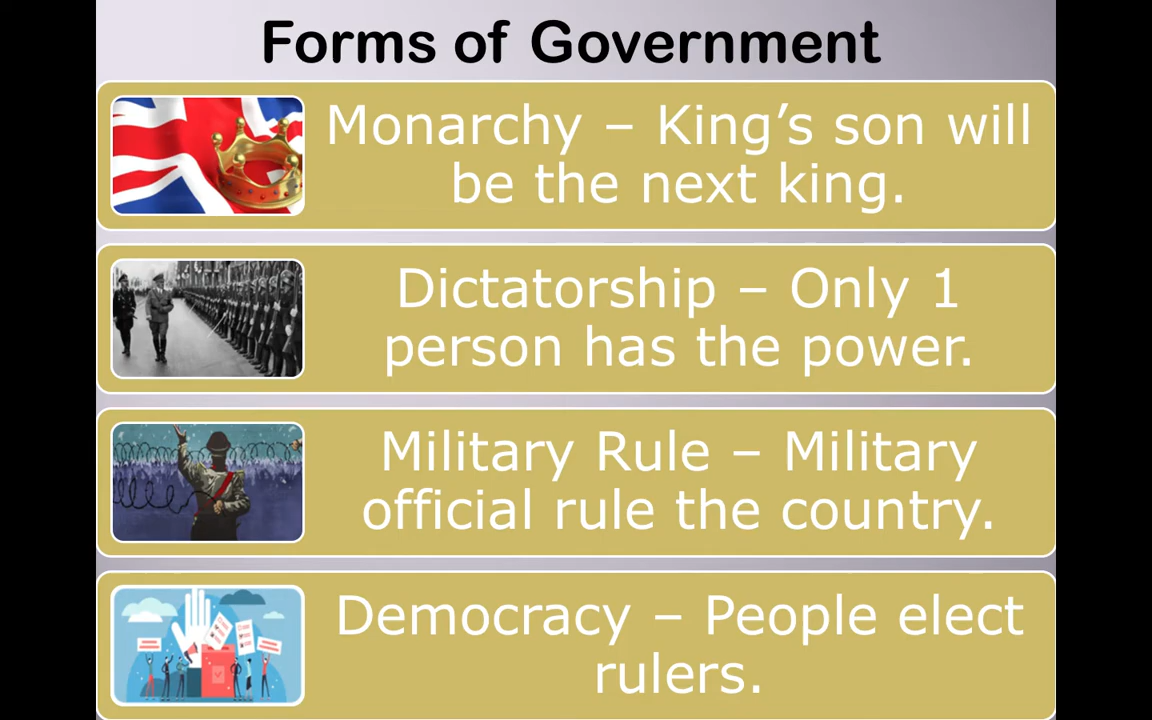 Forms of Government
Monarchy – King’s son will
be the next king.
Dictatorship – Only 1
person has the power.
Military Rule – Military
official rule the country.
Democracy – People elect
rulers.